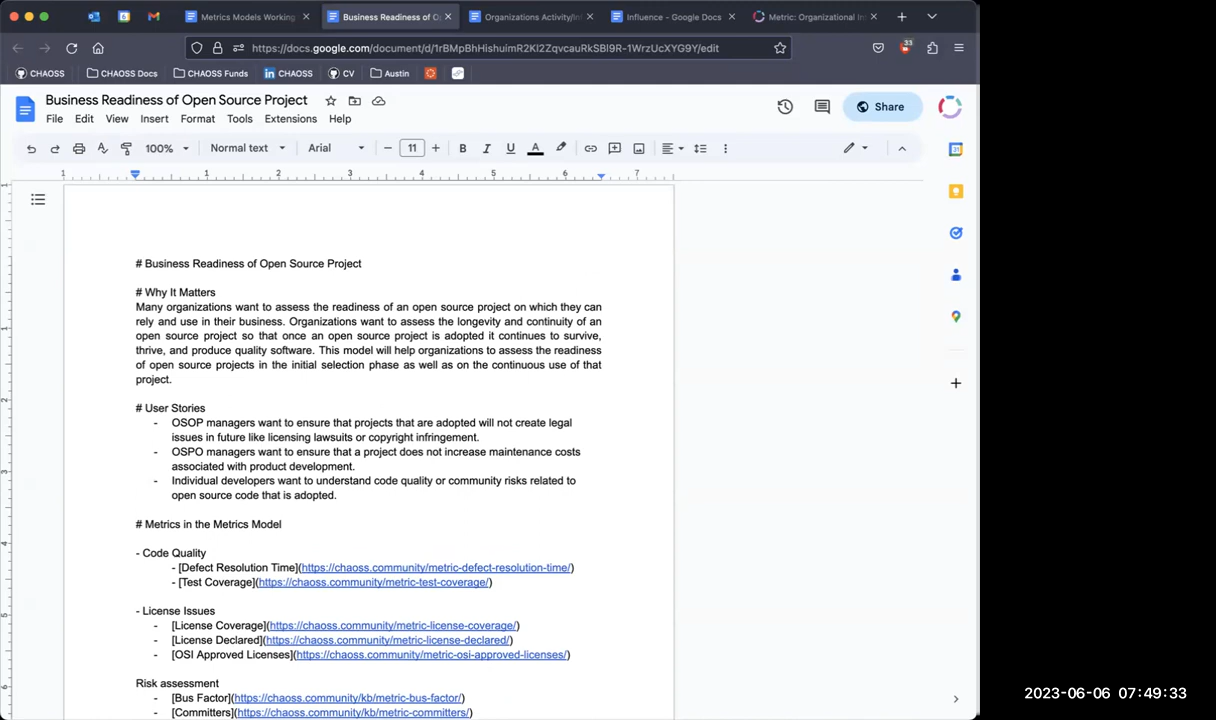 Metrics Models Working
Business Readiness of O
Organizations Activity/In
Influence - Google Docs
Metric: Organizational In
https://docs.google.com/document/d/1rBMpBhHishuimR2Kl2ZqvcauRkSBl9R-1WrzUcXYG9Y/edit
33
CHAOSS
CHAOSS Docs
CHAOSS Funds
CHAOSS
CV
Austin
Business Readiness of Open Source Project
Share
File Edit View Insert Format Tools Extensions Help
100% Normal text Arial 11
1 1 2 3 4 5 6 7
# Business Readiness of Open Source Project
# Why It Matters
Many organizations want to assess the readiness of an open source project on which they can
rely and use in their business. Organizations want to assess the longevity and continuity of an
open source project so that once an open source project is adopted it continues to survive,
thrive, and produce quality software. This model will help organizations to assess the readiness
of open source projects in the initial selection phase as well as on the continuous use of that
project.
# User Stories
- OSOP managers want to ensure that projects that are adopted will not create legal
issues in future like licensing lawsuits or copyright infringement.
- OSPO managers want to ensure that a project does not increase maintenance costs
associated with product development.
- Individual developers want to understand code quality or community risks related to
open source code that is adopted.
# Metrics in the Metrics Model
- Code Quality
- [Defect Resolution Time](https://chaoss.community/metric-defect-resolution-time/)
- [Test Coverage](https://chaoss.community/metric-test-coverage/)
- License Issues
- [License Coverage](https://chaoss.community/metric-license-coverage/)
- [License Declared](https://chaoss.community/metric-license-declared/)
- [OSI Approved Licenses](https://chaoss.community/metric-osi-approved-licenses/)
Risk assessment
- [Bus Factor](https://chaoss.community/kb/metric-bus-factor/)
- [Committers](https://chaoss.community/kb/metric-committers/)
2023-06-06 07:49:33